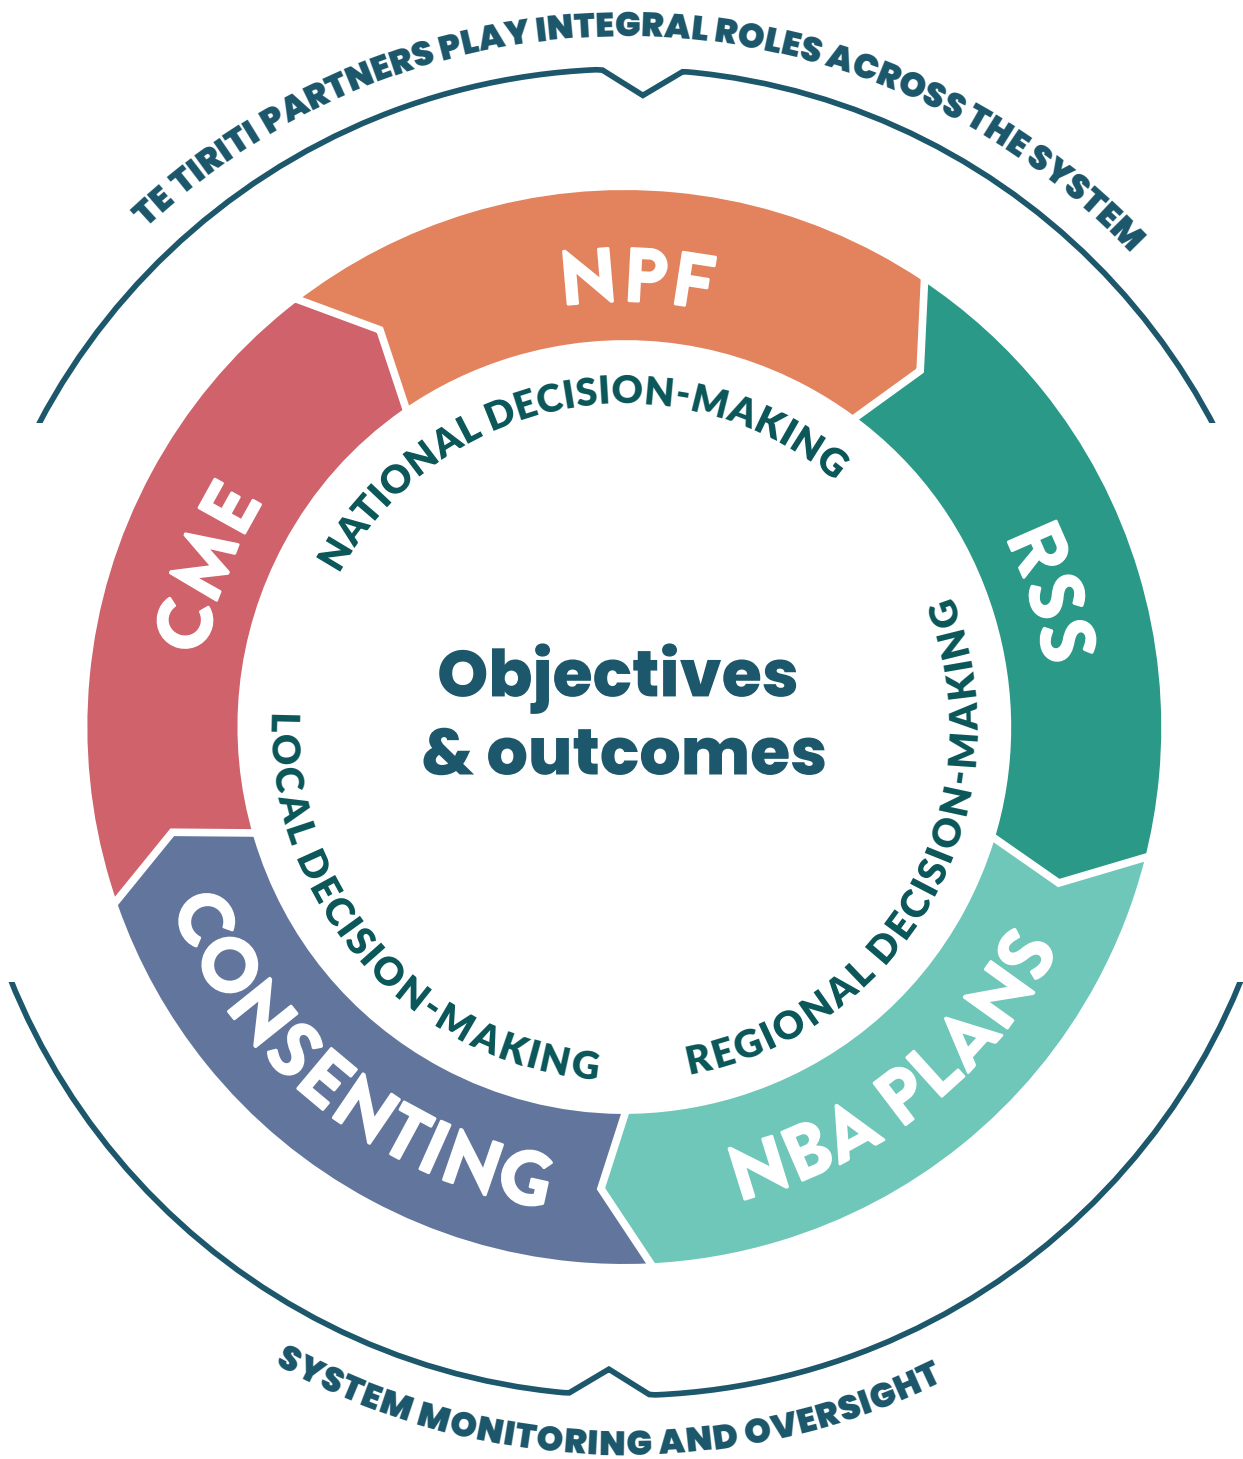 TE TIRITI PARTNERS PLAY INTEGRAL ROLES ACROSS THE SYSTEM
NPF
NATIONAL DECISION-MAKING
RSS
CME
REGIONAL DECISION-MAKING
Objectives
& outcomes
LOCAL DECISION-MAKING
CONSENTING
NBA PLANS
SYSTEM MONITORING AND OVERSIGHT